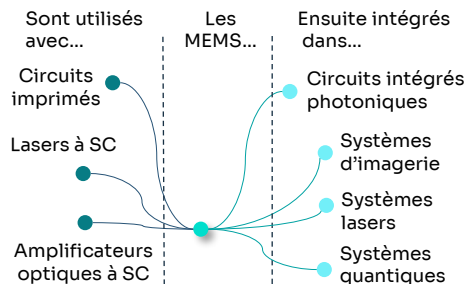 Sont utilisés
avec...
Les
MEMS...
Ensuite intégrés
dans...
Circuits
imprimés
Lasers à SC
Amplificateurs
optiques à SC
Circuits intégrés
photoniques
Systèmes
d'imagerie
Systèmes
lasers
Systèmes
quantiques